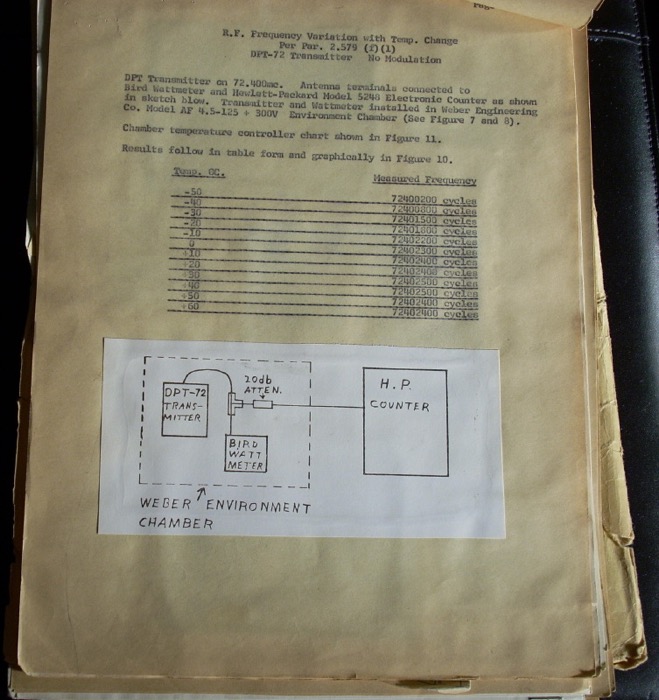 R.F. Frequency Variation with Temp. Change
Per Par. 2.579 (f)(1)
DPT-72 Transmitter No Modulation
DPT Transmitter on 72.400mc. Antenna terminals connected to
Bird Wattmeter and Hewlett-Packard Model 5248 Electronic Counter as shown
in sketch blow. Transmitter and Wattmeter installed in Weber Engineering
Co. Model AF 4.5-125 + 300V Environment Chamber (See Figure 7 and 8).
Chamber temperature controller chart shown in Figure 11.
Results follow in table form and graphically in Figure 10.
Temp. OC. Measured Frequency
-50 72400200 cycles
-40 72400800 cycles
-30 72401500 cycles
-20 72401800 cycles
-10 72402200 cycles
0 72402300 cycles
+10 72402400 cycles
+20 72402400 cycles
+30 72402500 cycles
+40 72402500 cycles
+50 72402400 cycles
+60 72402400 cycles
DPT-72
TRANS-
MITTER
20db
ATTEN.
BIRD
WATT
METER
H.P.
COUNTER
WEBER ENVIRONMENT
CHAMBER